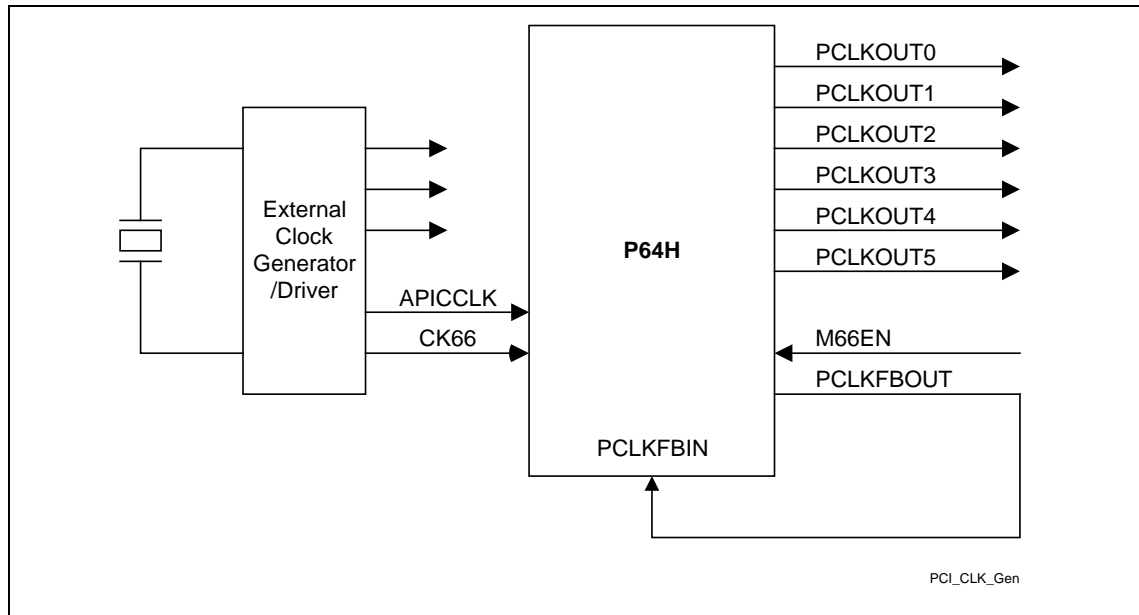 PCLKOUT0
PCLKOUT1
PCLKOUT2
PCLKOUT3
PCLKOUT4
PCLKOUT5
External
Clock
Generator
/Driver
P64H
APICCLK
CK66
M66EN
PCLKFBOUT
PCLKFBIN
PCI_CLK_Gen